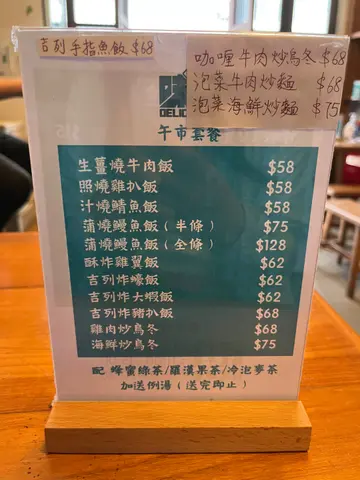 吉列手指魚飯 $68
咖喱牛肉炒烏冬 $68
泡菜牛肉炒麵 $68
泡菜海鮮炒麵 $75
DELIC
午市套餐
生薑燒牛肉飯 $58
照燒雞扒飯 $58
汁燒鯖魚飯 $58
蒲燒鰻魚飯(半條) $75
蒲燒鰻魚飯(全條) $128
酥炸雞翼飯 $62
吉列炸蠔飯 $62
吉列炸大蝦飯 $62
吉列炸豬扒飯 $68
雞肉炒烏冬 $68
海鮮炒烏冬 $75
配 蜂蜜綠茶/羅漢果茶/冷泡麥茶
加送例湯(送完即止)